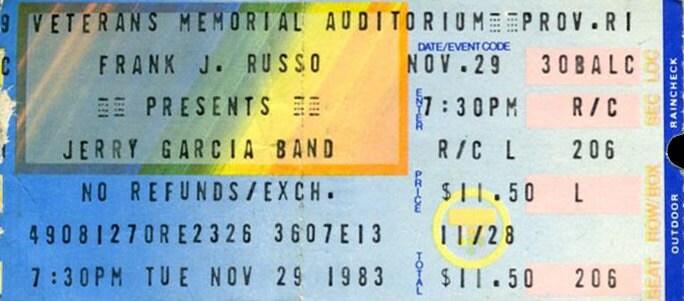 9 VETERANS MEMORIAL AUDITORIUM PROV.RI
DATE/EVENT CODE
C FRANK J. RUSSO NOV.29 30BALC
PRESENTS ENTER 7:30PM R/C
JERRY GARCIA BAND R/C L 206
NO REFUNDS/EXCH. PRICE $11.50 L
4908127ORE2326 3607E13 11/28
7:30PM TUE NOV 29 1983 TOTAL $11.50 206
SEC LOC
ROW/BOX
SEAT
RAINCHECK
OUTDOOR